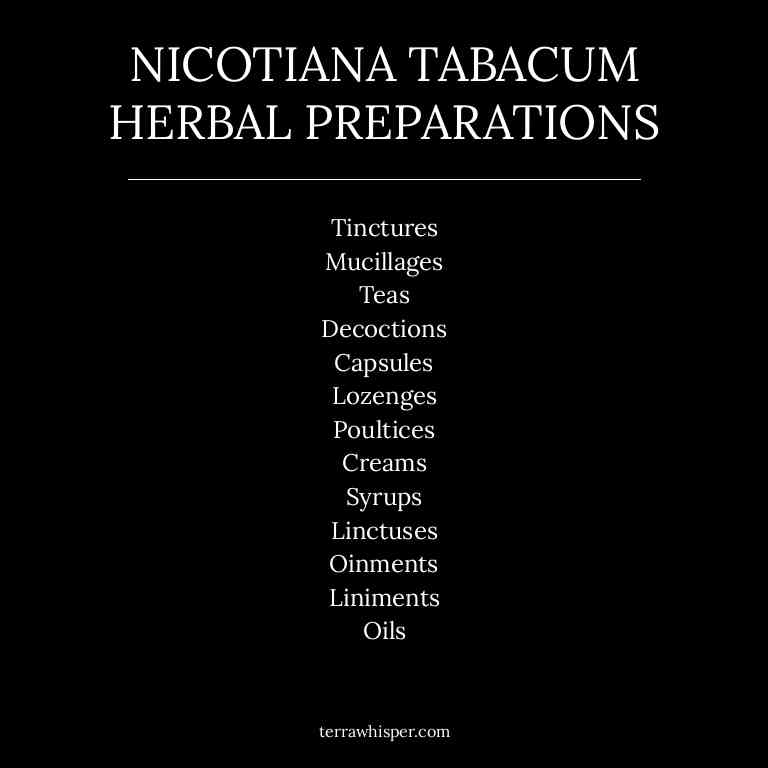 NICOTIANA TABACUM
HERBAL PREPARATIONS
Tinctures
Mucillages
Teas
Decoctions
Capsules
Lozenges
Poultices
Creams
Syrups
Linctuses
Oinments
Liniments
Oils
terrawhisper.com